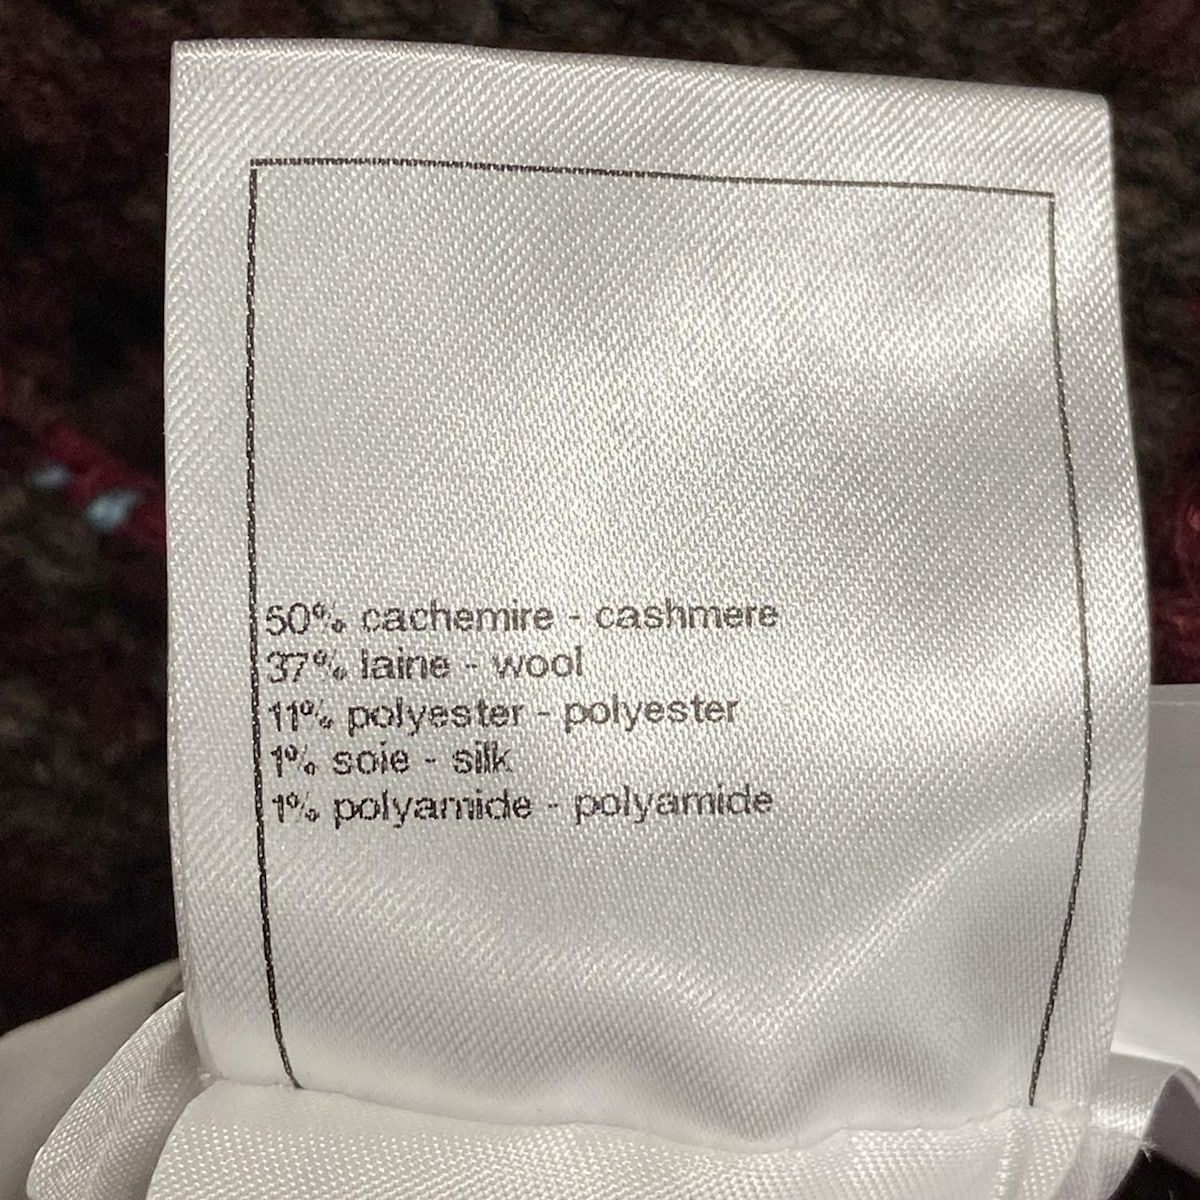 50% cachemire - cashmere
37% laine - wool
11% polyester - polyester
1% soie - silk
1% polyamide - polyamide